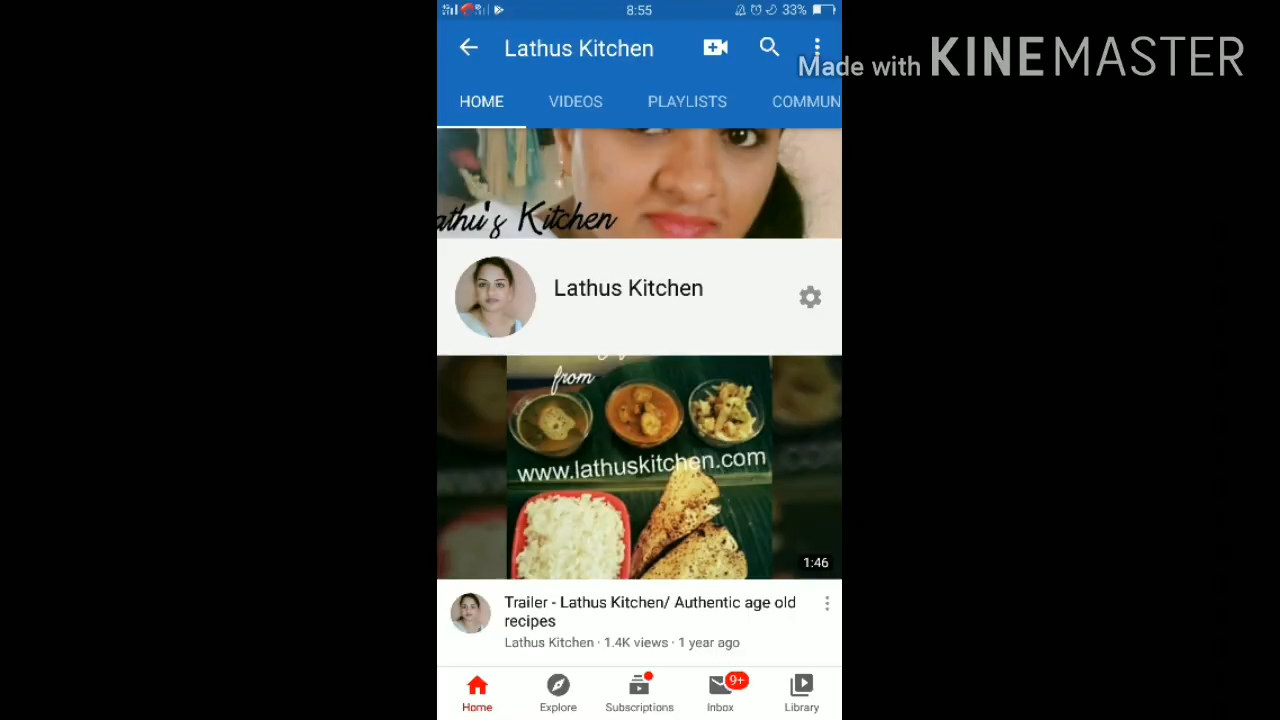 8:55
33%
Lathus Kitchen
Made with KINEMASTER
HOME VIDEOS PLAYLISTS COMMUN
athu's Kitchen
Lathus Kitchen
from
www.lathuskitchen.com
1:46
Trailer - Lathus Kitchen/ Authentic age old
recipes
Lathus Kitchen · 1.4K views · 1 year ago
9+
Home Explore Subscriptions Inbox Library